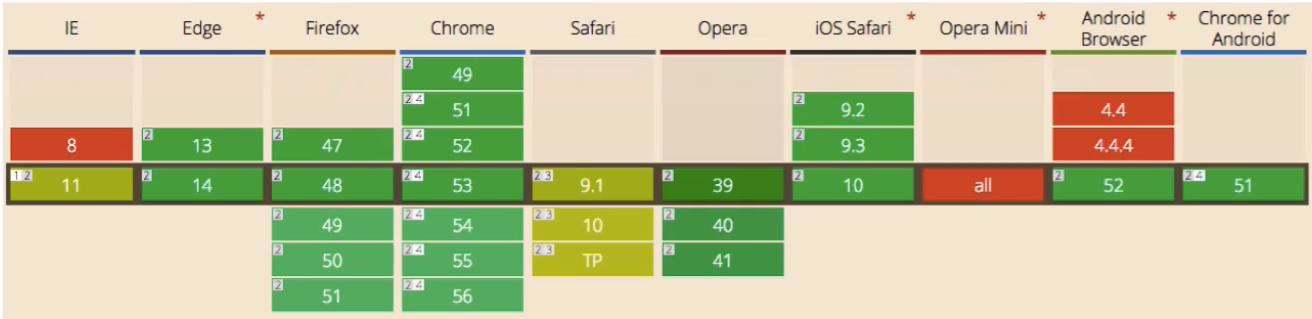 IE Edge * Firefox Chrome Safari Opera iOS Safari * Opera Mini * Android Browser * Chrome for Android
2 49
2 4 51 2 9.2 4.4
8 2 13 2 47 2 4 52 2 9.3 4.4.4
1 2 11 2 14 2 48 2 4 53 2 3 9.1 2 39 2 10 all 2 52 2 4 51
2 49 2 4 54 2 3 10 2 40
2 50 2 4 55 2 3 TP 2 41
2 51 2 4 56